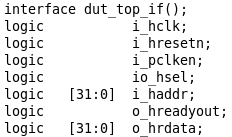 interface dut_top_if();
logic           i_hclk;
logic           i_hresetn;
logic           i_pclken;
logic           io_hsel;
logic   [31:0]  i_haddr;
logic           o_hreadyout;
logic   [31:0]  o_hrdata;